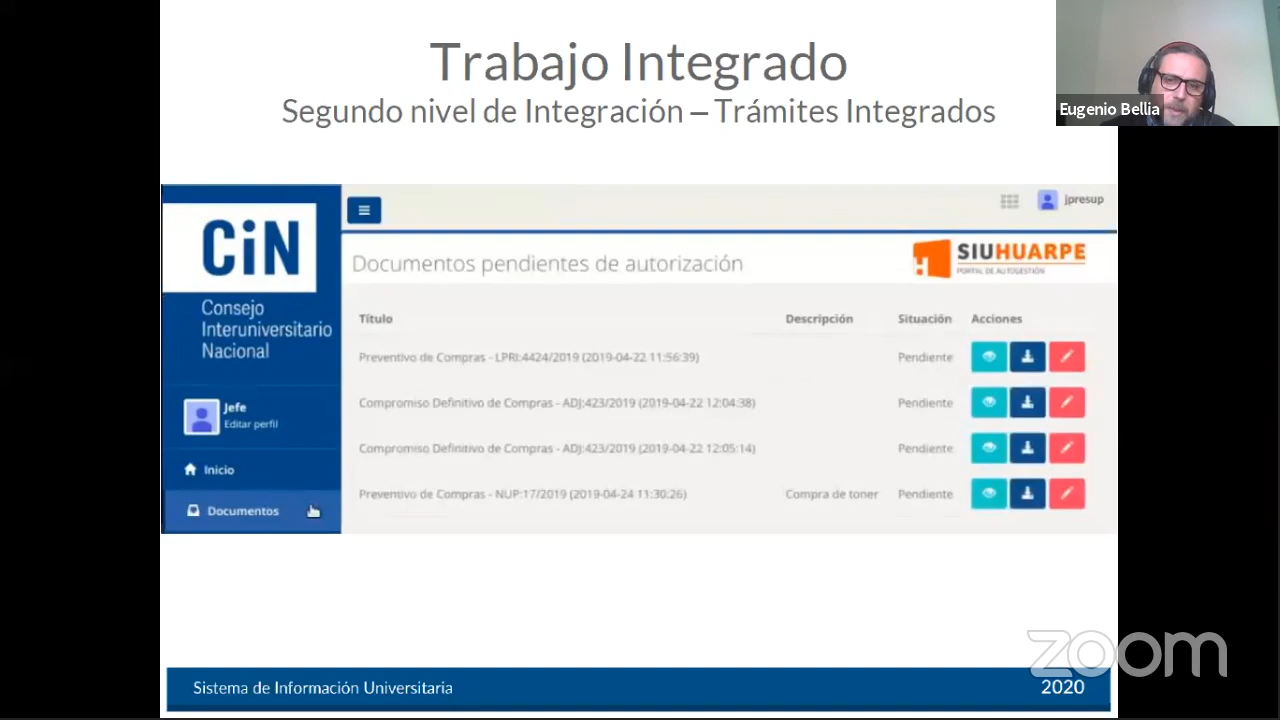 Trabajo Integrado
Segundo nivel de Integración – Trámites Integrados
Eugenio Bellia
CiN
Consejo
Interuniversitario
Nacional
jpresup
Documentos pendientes de autorización
SIUHUARPE
PORTAL DE AUTOGESTIÓN
Título Descripción Situación Acciones
Preventivo de Compras - LPRI:4424/2019 (2019-04-22 11:56:39) Pendiente
Compromiso Definitivo de Compras - ADJ:423/2019 (2019-04-22 12:04:38) Pendiente
Compromiso Definitivo de Compras - ADJ:423/2019 (2019-04-22 12:05:14) Pendiente
Preventivo de Compras - NUP:17/2019 (2019-04-24 11:30:26) Compra de toner Pendiente
Jefe
Editar perfil
Inicio
Documentos
zoom
Sistema de Información Universitaria
2020